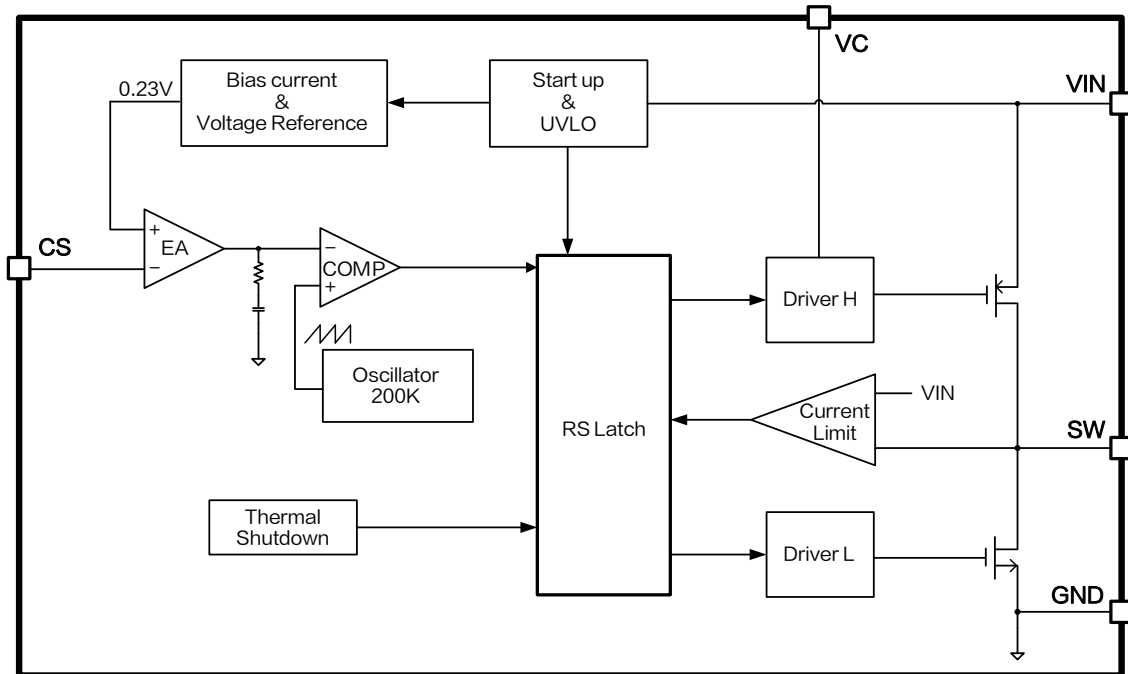 VC
VIN
0.23V
Bias current
&
Voltage Reference
Start up
&
UVLO
CS
+
EA
−
−
COMP
+
Oscillator
200K
RS Latch
Driver H
VIN
Current
Limit
SW
Thermal
Shutdown
Driver L
GND